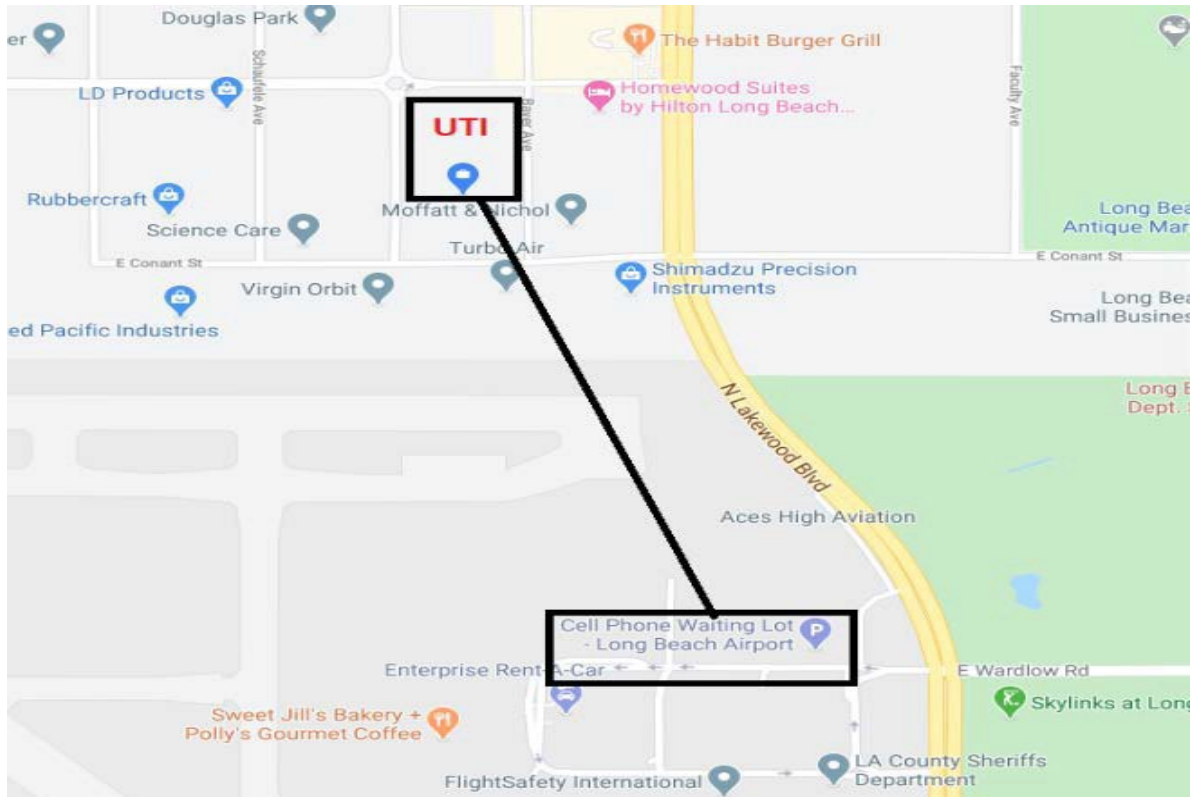 Douglas Park
er
The Habit Burger Grill
Schaufele Ave
LD Products
Homewood Suites
by Hilton Long Beach...
Faculty Ave
UTI
Rubbercraft
Moffatt & Nichol
Science Care
Long Bea
Antique Mar
Turbo Air
E Conant St
E Conant St
Virgin Orbit
Shimadzu Precision
Instruments
ed Pacific Industries
Long Bea
Small Busines
N Lakewood Blvd
Long B
Dept.
Aces High Aviation
Cell Phone Waiting Lot
- Long Beach Airport
P
Enterprise Rent-A-Car
E Wardlow Rd
Skylinks at Long
Sweet Jill's Bakery +
Polly's Gourmet Coffee
LA County Sheriffs
Department
FlightSafety International